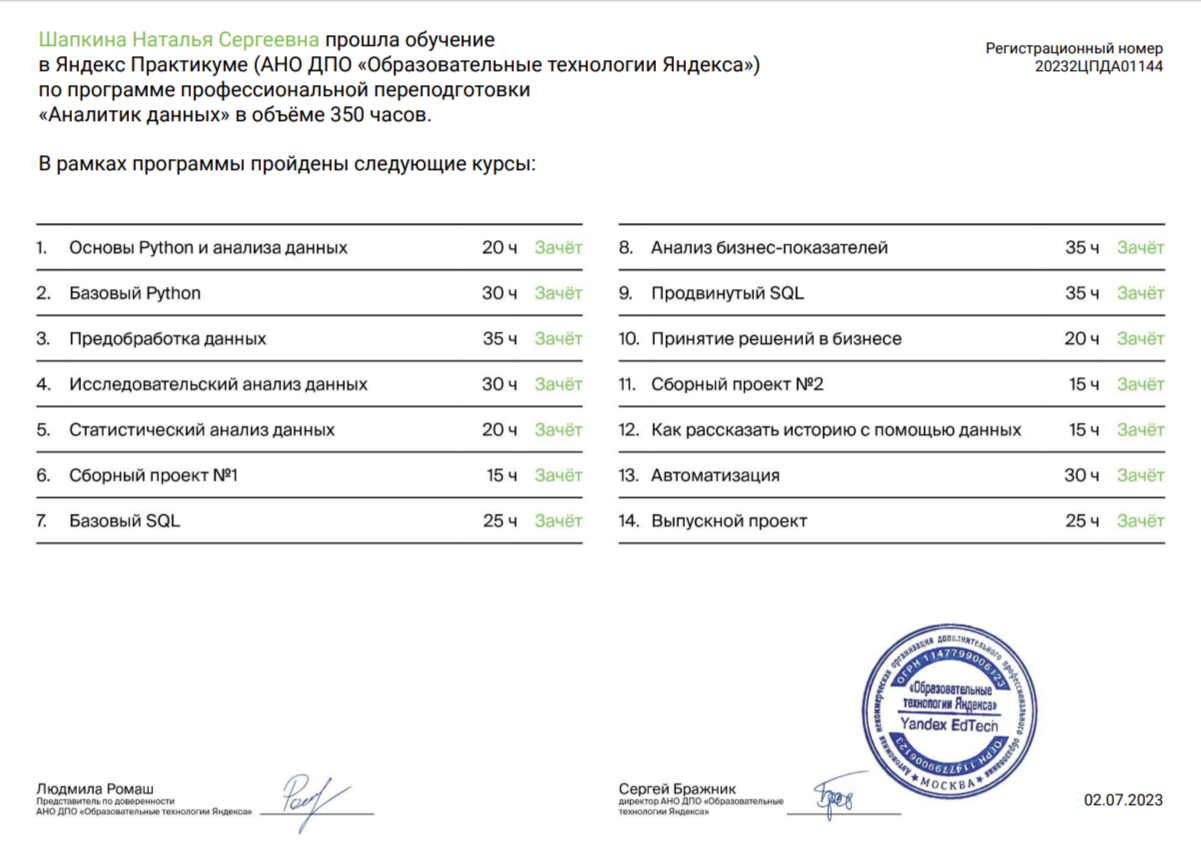 Шапкина Наталья Сергеевна прошла обучение
в Яндекс Практикуме (АНО ДПО «Образовательные технологии Яндекса»)
по программе профессиональной переподготовки
«Аналитик данных» в объёме 350 часов.
Регистрационный номер
20232ЦПДА01144
В рамках программы пройдены следующие курсы:
1. Основы Python и анализа данных 20 ч Зачёт
2. Базовый Python 30 ч Зачёт
3. Предобработка данных 35 ч Зачёт
4. Исследовательский анализ данных 30 ч Зачёт
5. Статистический анализ данных 20 ч Зачёт
6. Сборный проект №1 15 ч Зачёт
7. Базовый SQL 25 ч Зачёт
8. Анализ бизнес-показателей 35 ч Зачёт
9. Продвинутый SQL 35 ч Зачёт
10. Принятие решений в бизнесе 20 ч Зачёт
11. Сборный проект №2 15 ч Зачёт
12. Как рассказать историю с помощью данных 15 ч Зачёт
13. Автоматизация 30 ч Зачёт
14. Выпускной проект 25 ч Зачёт
Автономная некоммерческая организация дополнительного профессионального образования
ОГРН 1147799006123
«Образовательные
технологии Яндекса»
Yandex EdTech
ОГРН 1147799006123
МОСКВА
Людмила Ромаш
Представитель по доверенности
АНО ДПО «Образовательные технологии Яндекса»
Сергей Бражник
директор АНО ДПО «Образовательные
технологии Яндекса»
02.07.2023